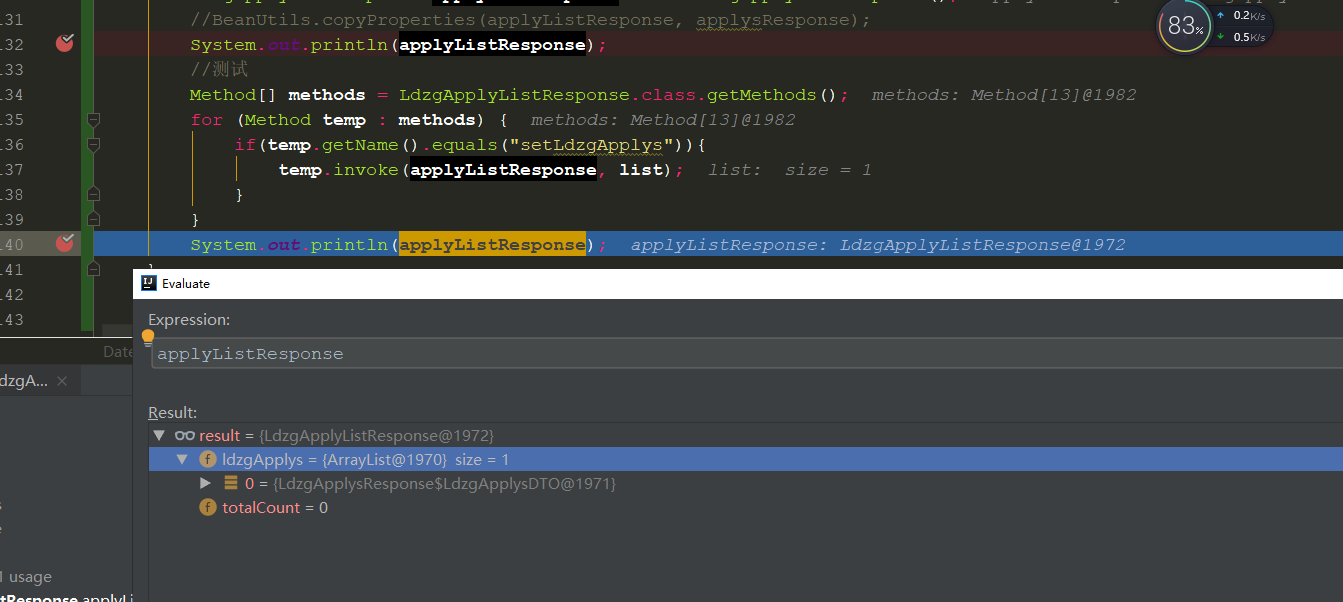 131 //BeanUtils.copyProperties(applyListResponse, applysResponse);
132 System.out.println(applyListResponse);
133 //测试
134 Method[] methods = LdzgApplyListResponse.class.getMethods(); methods: Method[13]@1982
135 for (Method temp : methods) { methods: Method[13]@1982
136 if(temp.getName().equals("setLdzgApplys")){
137 temp.invoke(applyListResponse, list); list: size = 1
138 }
139 }
140 System.out.println(applyListResponse); applyListResponse: LdzgApplyListResponse@1972
141
142
143
83%
0.2K/s
0.5K/s
Evaluate
Expression:
applyListResponse
Date
dzgA...
Result:
result = {LdzgApplyListResponse@1972}
ldzgApplys = {ArrayList@1970} size = 1
0 = {LdzgApplysResponse$LdzgApplysDTO@1971}
totalCount = 0
1 usage
tResponse applyLi